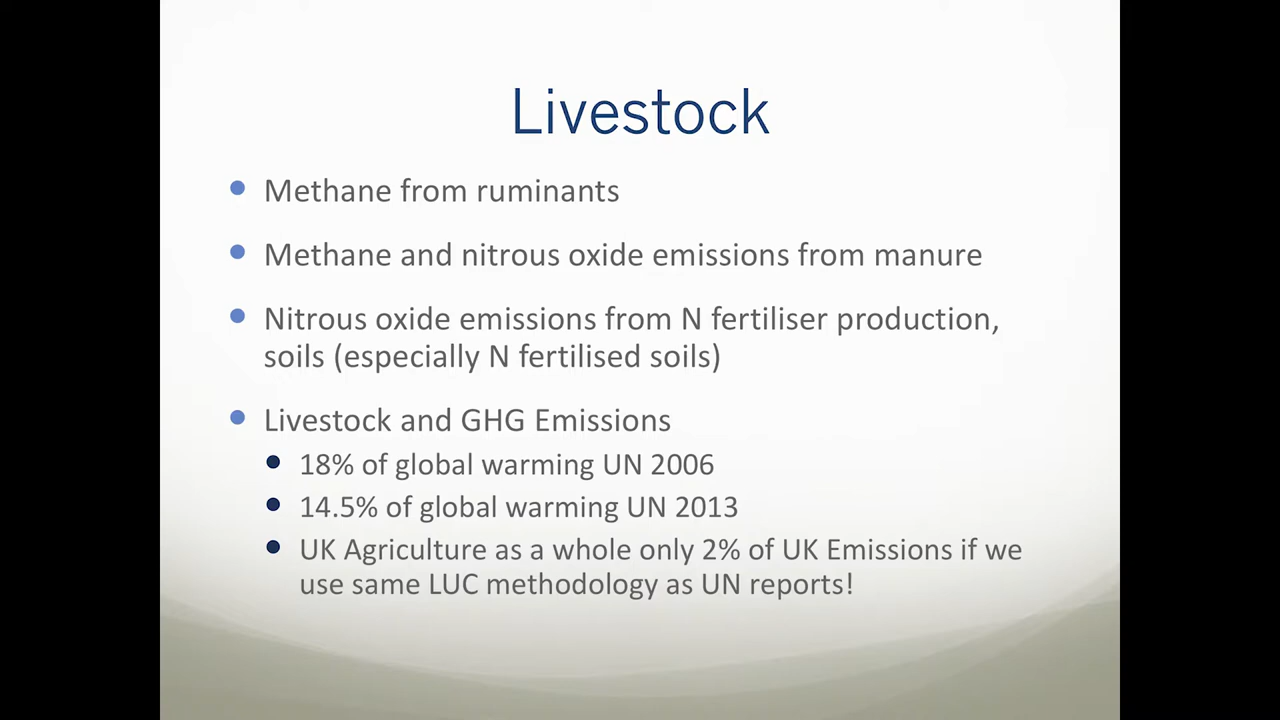 Livestock
Methane from ruminants
Methane and nitrous oxide emissions from manure
Nitrous oxide emissions from N fertiliser production,
soils (especially N fertilised soils)
Livestock and GHG Emissions
18% of global warming UN 2006
14.5% of global warming UN 2013
UK Agriculture as a whole only 2% of UK Emissions if we
use same LUC methodology as UN reports!